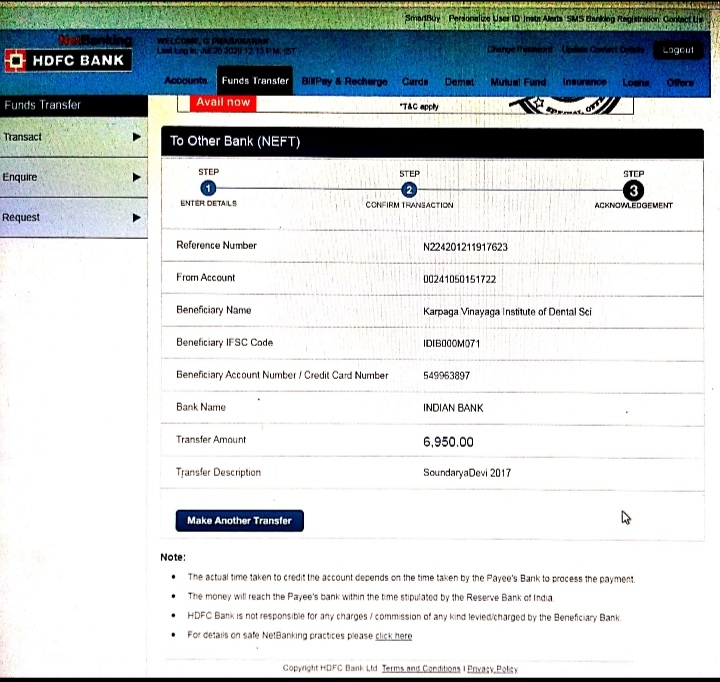 SmartBuy Personalize User ID Insta Alerts SMS Banking Registration Contact Us
NetBanking
HDFC BANK
WELCOME, G PRABAKARAN
Last Log In:
Change Password Update Contact Details Logout
Accounts Funds Transfer BillPay & Recharge Cards Demat Mutual Fund Insurance Loans Offers
Funds Transfer
Avail now
*T&C apply
Transact
Enquire
Request
To Other Bank (NEFT)
STEP STEP STEP
1 2 3
ENTER DETAILS CONFIRM TRANSACTION ACKNOWLEDGEMENT
Reference Number N224201211917623
From Account 00241050151722
Beneficiary Name Karpaga Vinayaga Institute of Dental Sci
Beneficiary IFSC Code IDIB000M071
Beneficiary Account Number / Credit Card Number 549963897
Bank Name INDIAN BANK
Transfer Amount 6,950.00
Transfer Description SoundaryaDevi 2017
Make Another Transfer
Note:
• The actual time taken to credit the account depends on the time taken by the Payee's Bank to process the payment.
• The money will reach the Payee's bank within the time stipulated by the Reserve Bank of India.
• HDFC Bank is not responsible for any charges / commission of any kind levied/charged by the Beneficiary Bank.
• For details on safe NetBanking practices please click here
Copyright HDFC Bank Ltd. Terms and Conditions | Privacy Policy